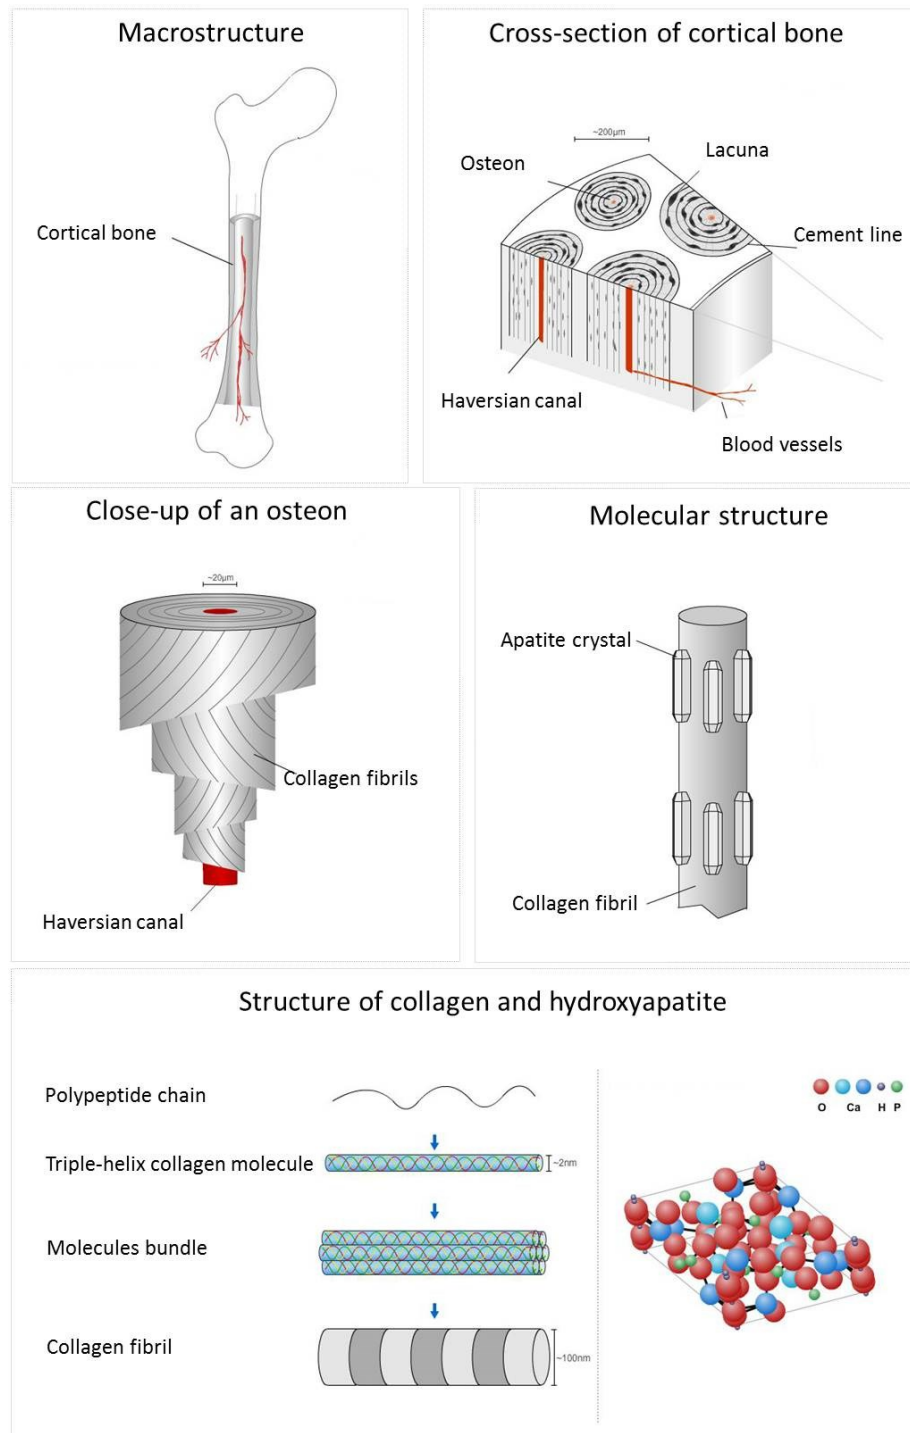 Macrostructure
Cortical bone
Cross-section of cortical bone
~200µm
Osteon
Lacuna
Cement line
Haversian canal
Blood vessels
Close-up of an osteon
~20µm
Collagen fibrils
Haversian canal
Molecular structure
Apatite crystal
Collagen fibril
Structure of collagen and hydroxyapatite
Polypeptide chain
Triple-helix collagen molecule
~2nm
Molecules bundle
Collagen fibril
~100nm
O Ca H P